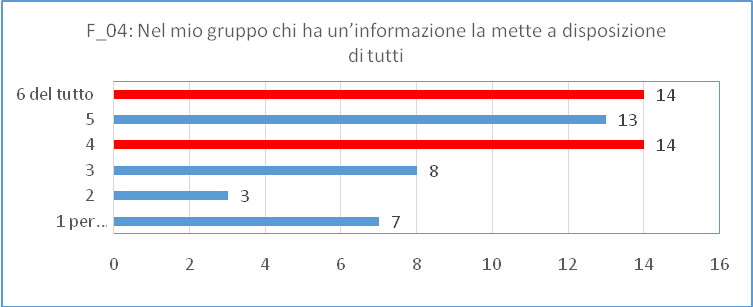 F_04: Nel mio gruppo chi ha un’informazione la mette a disposizione
di tutti
6 del tutto 14
5 13
4 14
3 8
2 3
1 per... 7
0 2 4 6 8 10 12 14 16